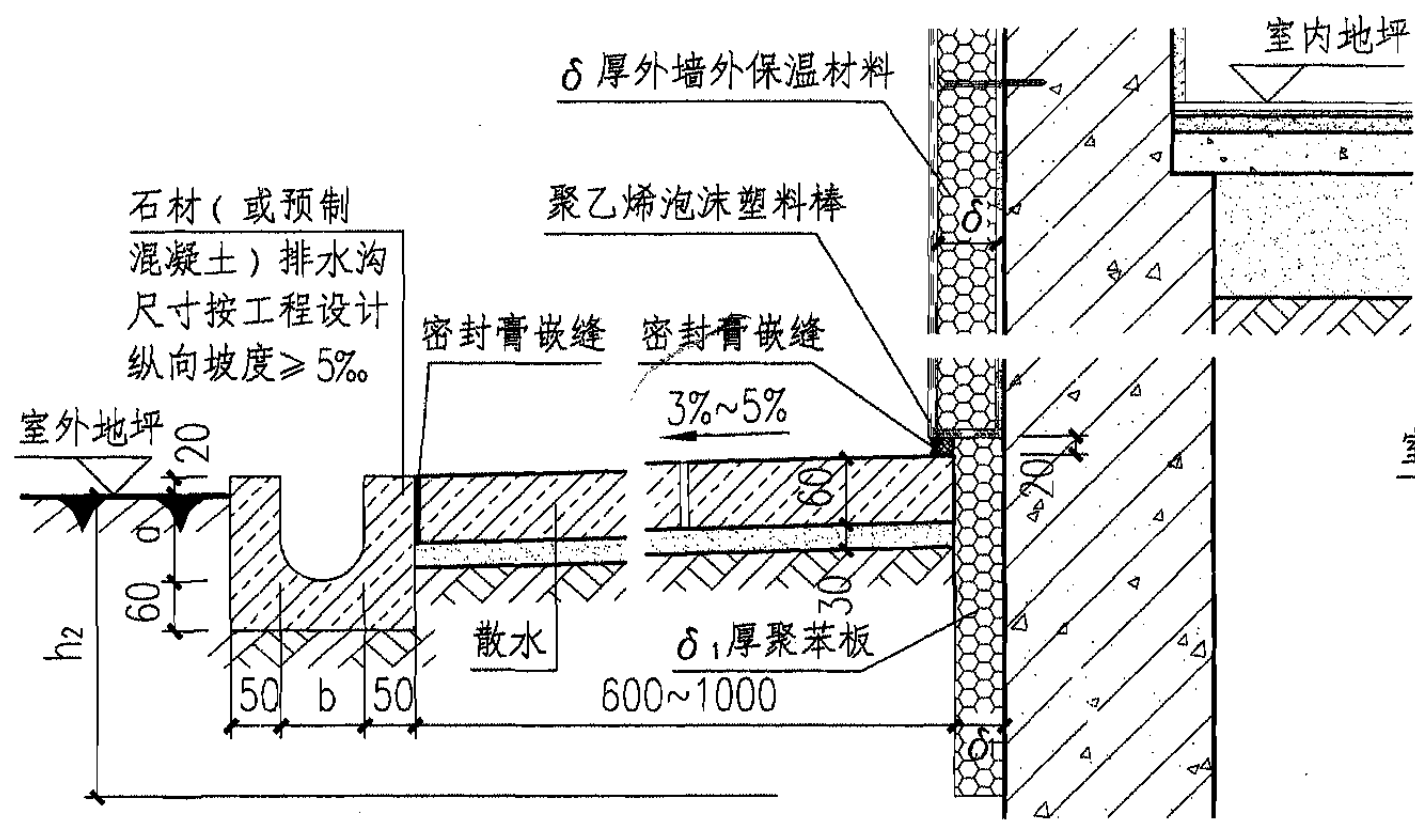 室内地坪
δ厚外墙外保温材料
石材(或预制
混凝土)排水沟
尺寸按工程设计
纵向坡度≥5‰
聚乙烯泡沫塑料棒
δ
密封膏嵌缝
密封膏嵌缝
3%~5%
室外地坪
20
20
60
a
60
30
h₂
散水
δ₁厚聚苯板
50
b
50
600~1000
δ₁